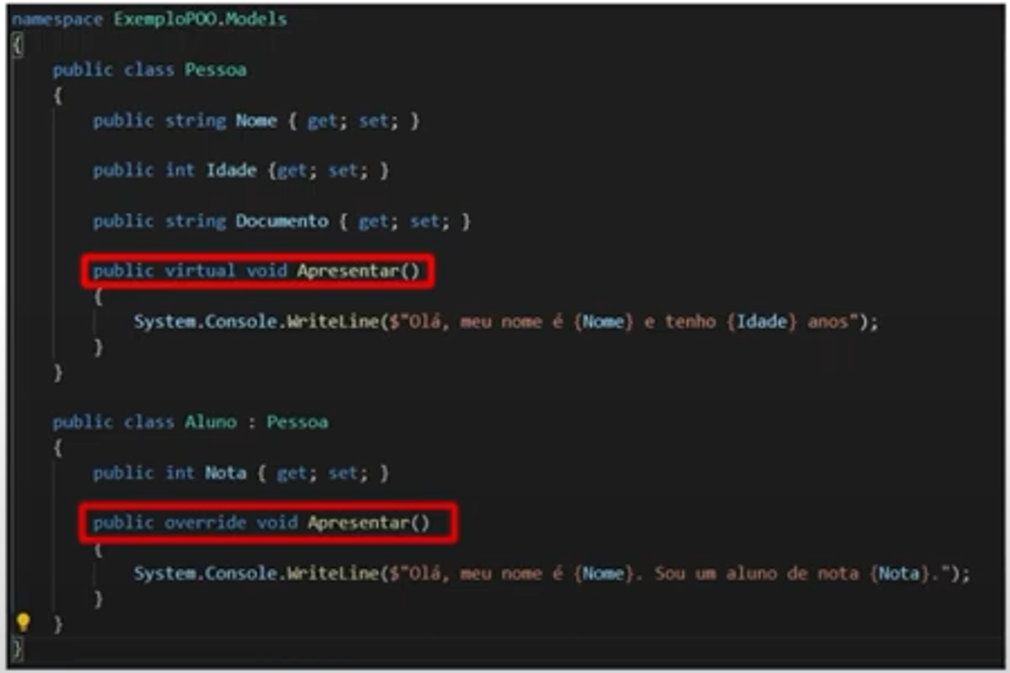 namespace ExemploPOO.Models
{
public class Pessoa
{
public string Nome { get; set; }
public int Idade {get; set; }
public string Documento { get; set; }
public virtual void Apresentar()
{
System.Console.WriteLine($"Olá, meu nome é {Nome} e tenho {Idade} anos");
}
}
public class Aluno : Pessoa
{
public int Nota { get; set; }
public override void Apresentar()
{
System.Console.WriteLine($"Olá, meu nome é {Nome}. Sou um aluno de nota {Nota}.");
}
}
}